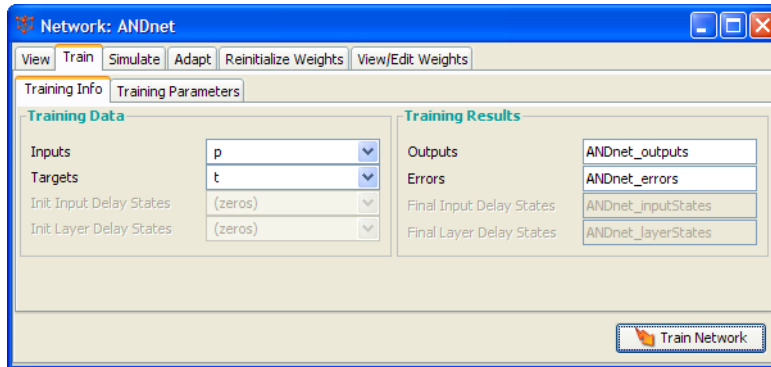 Network: ANDnet
View Train Simulate Adapt Reinitialize Weights View/Edit Weights
Training Info Training Parameters
Training Data
Inputs p
Targets t
Init Input Delay States (zeros)
Init Layer Delay States (zeros)
Training Results
Outputs ANDnet_outputs
Errors ANDnet_errors
Final Input Delay States ANDnet_inputStates
Final Layer Delay States ANDnet_layerStates
Train Network